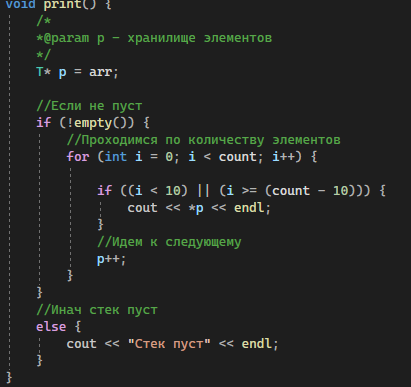 void print() {
/*
*@param p - хранилище элементов
*/
T* p = arr;
//Если не пуст
if (!empty()) {
//Проходимся по количеству элементов
for (int i = 0; i < count; i++) {
if ((i < 10) || (i >= (count - 10))) {
cout << *p << endl;
}
//Идем к следующему
p++;
}
}
//Инач стек пуст
else {
cout << "Стек пуст" << endl;
}
}